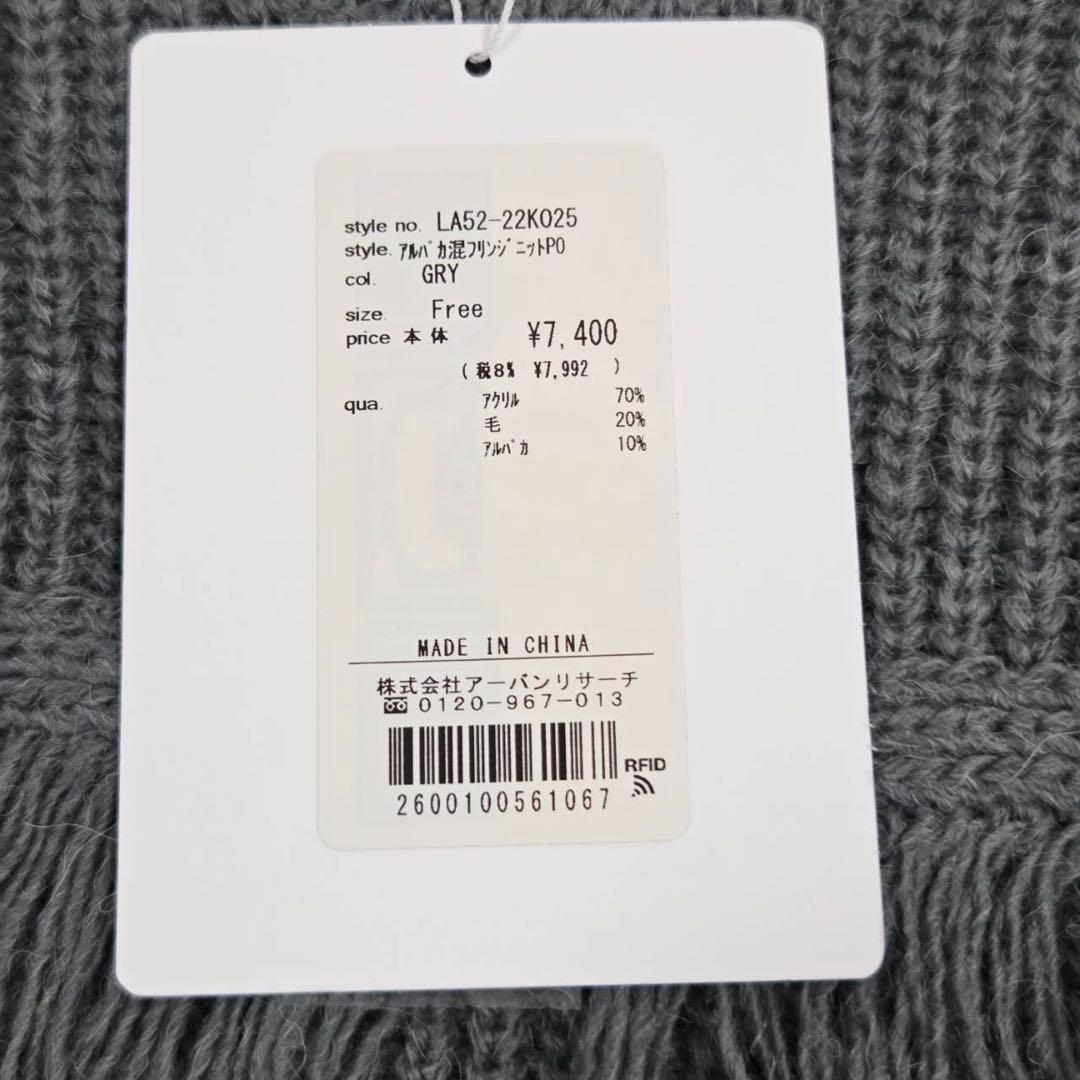 style no. LA52-22K025
style. ｱﾙﾊﾟｶ混ﾌﾘﾝｼﾞﾆｯﾄPO
col. GRY
size. Free
price 本体 ¥7,400
(税8% ¥7,992 )
qua. ｱｸﾘﾙ 70%
毛 20%
ｱﾙﾊﾟｶ 10%
MADE IN CHINA
株式会社アーバンリサーチ
0120-967-013
RFID
2600100561067